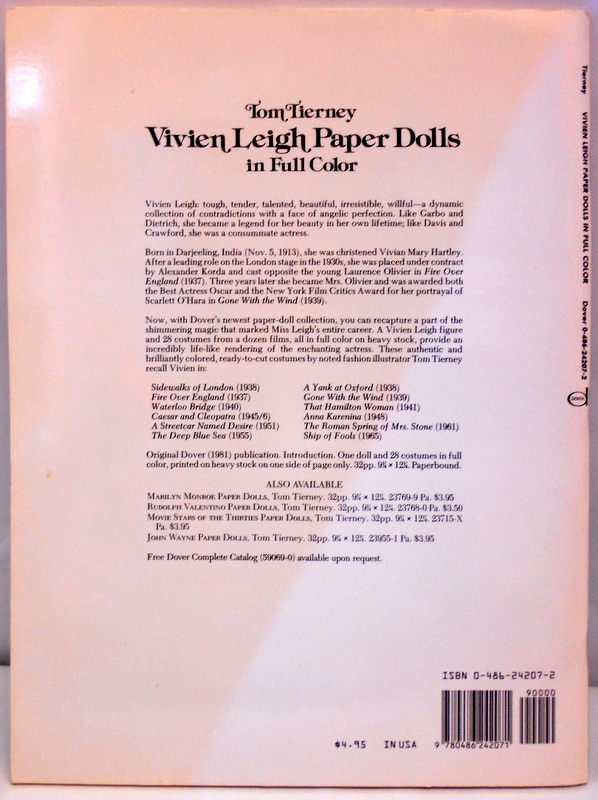 Tom Tierney
Vivien Leigh Paper Dolls
in Full Color
Vivien Leigh: tough, tender, talented, beautiful, irresistible, willful—a dynamic
collection of contradictions with a face of angelic perfection. Like Garbo and
Dietrich, she became a legend for her beauty in her own lifetime; like Davis and
Crawford, she was a consummate actress.
Born in Darjeeling, India (Nov. 5, 1913), she was christened Vivian Mary Hartley.
After a leading role on the London stage in the 1930s, she was placed under contract
by Alexander Korda and cast opposite the young Laurence Olivier in Fire Over
England (1937). Three years later she became Mrs. Olivier and was awarded both
the Best Actress Oscar and the New York Film Critics Award for her portrayal of
Scarlett O'Hara in Gone With the Wind (1939).
Now, with Dover's newest paper-doll collection, you can recapture a part of the
shimmering magic that marked Miss Leigh's entire career. A Vivien Leigh figure
and 28 costumes from a dozen films, all in full color on heavy stock, provide an
incredibly life-like rendering of the enchanting actress. These authentic and
brilliantly colored, ready-to-cut costumes by noted fashion illustrator Tom Tierney
recall Vivien in:
Sidewalks of London (1938)
Fire Over England (1937)
Waterloo Bridge (1940)
Caesar and Cleopatra (1945/6)
A Streetcar Named Desire (1951)
The Deep Blue Sea (1955)
A Yank at Oxford (1938)
Gone With the Wind (1939)
That Hamilton Woman (1941)
Anna Karenina (1948)
The Roman Spring of Mrs. Stone (1961)
Ship of Fools (1965)
Original Dover (1981) publication. Introduction. One doll and 28 costumes in full
color, printed on heavy stock on one side of page only. 32pp. 9¼ × 12¼. Paperbound.
ALSO AVAILABLE
MARILYN MONROE PAPER DOLLS, Tom Tierney. 32pp. 9¼ × 12¼. 23769-9 Pa. $3.95
RUDOLPH VALENTINO PAPER DOLLS, Tom Tierney. 32pp. 9¼ × 12¼. 23768-0 Pa. $3.50
MOVIE STARS OF THE THIRTIES PAPER DOLLS, Tom Tierney. 32pp. 9¼ × 12¼. 23715-X
Pa. $3.95
JOHN WAYNE PAPER DOLLS, Tom Tierney. 32pp. 9¼ × 12¼. 23955-1 Pa. $3.95
Free Dover Complete Catalog (59069-0) available upon request.
ISBN 0-486-24207-2
90000
$4.95 IN USA
9 780486 242071
Tierney VIVIEN LEIGH PAPER DOLLS IN FULL COLOR Dover 0-486-24207-2
DOVER